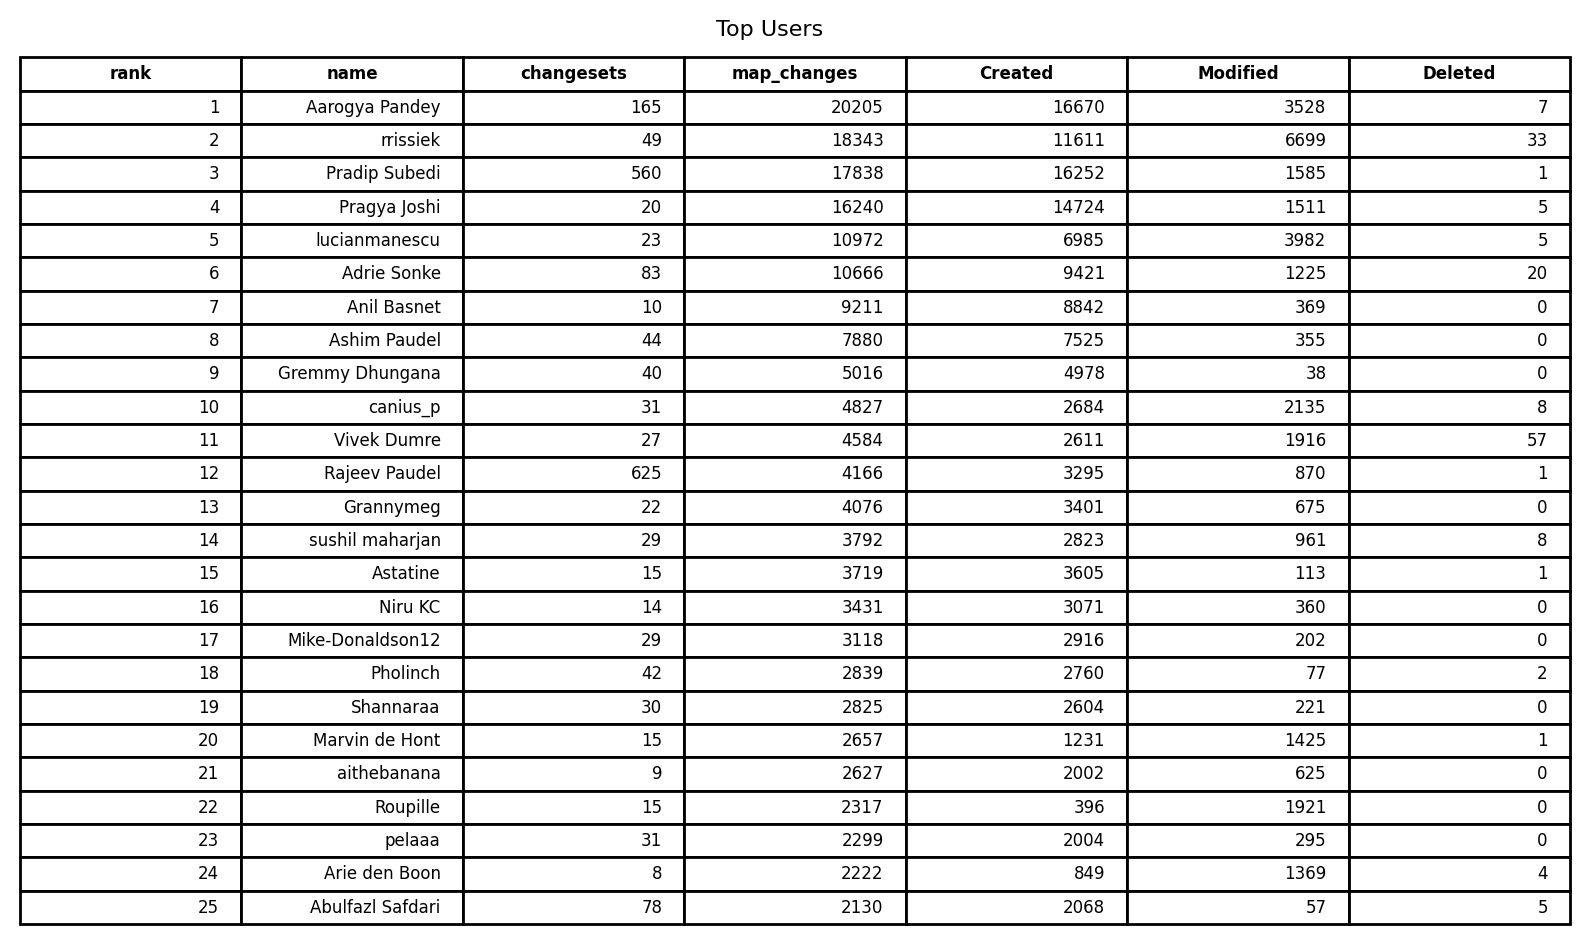 Top Users
rank name changesets map_changes Created Modified Deleted
1 Aarogya Pandey 165 20205 16670 3528 7
2 rrissiek 49 18343 11611 6699 33
3 Pradip Subedi 560 17838 16252 1585 1
4 Pragya Joshi 20 16240 14724 1511 5
5 lucianmanescu 23 10972 6985 3982 5
6 Adrie Sonke 83 10666 9421 1225 20
7 Anil Basnet 10 9211 8842 369 0
8 Ashim Paudel 44 7880 7525 355 0
9 Gremmy Dhungana 40 5016 4978 38 0
10 canius_p 31 4827 2684 2135 8
11 Vivek Dumre 27 4584 2611 1916 57
12 Rajeev Paudel 625 4166 3295 870 1
13 Grannymeg 22 4076 3401 675 0
14 sushil maharjan 29 3792 2823 961 8
15 Astatine 15 3719 3605 113 1
16 Niru KC 14 3431 3071 360 0
17 Mike-Donaldson12 29 3118 2916 202 0
18 Pholinch 42 2839 2760 77 2
19 Shannaraa 30 2825 2604 221 0
20 Marvin de Hont 15 2657 1231 1425 1
21 aithebanana 9 2627 2002 625 0
22 Roupille 15 2317 396 1921 0
23 pelaaa 31 2299 2004 295 0
24 Arie den Boon 8 2222 849 1369 4
25 Abulfazl Safdari 78 2130 2068 57 5